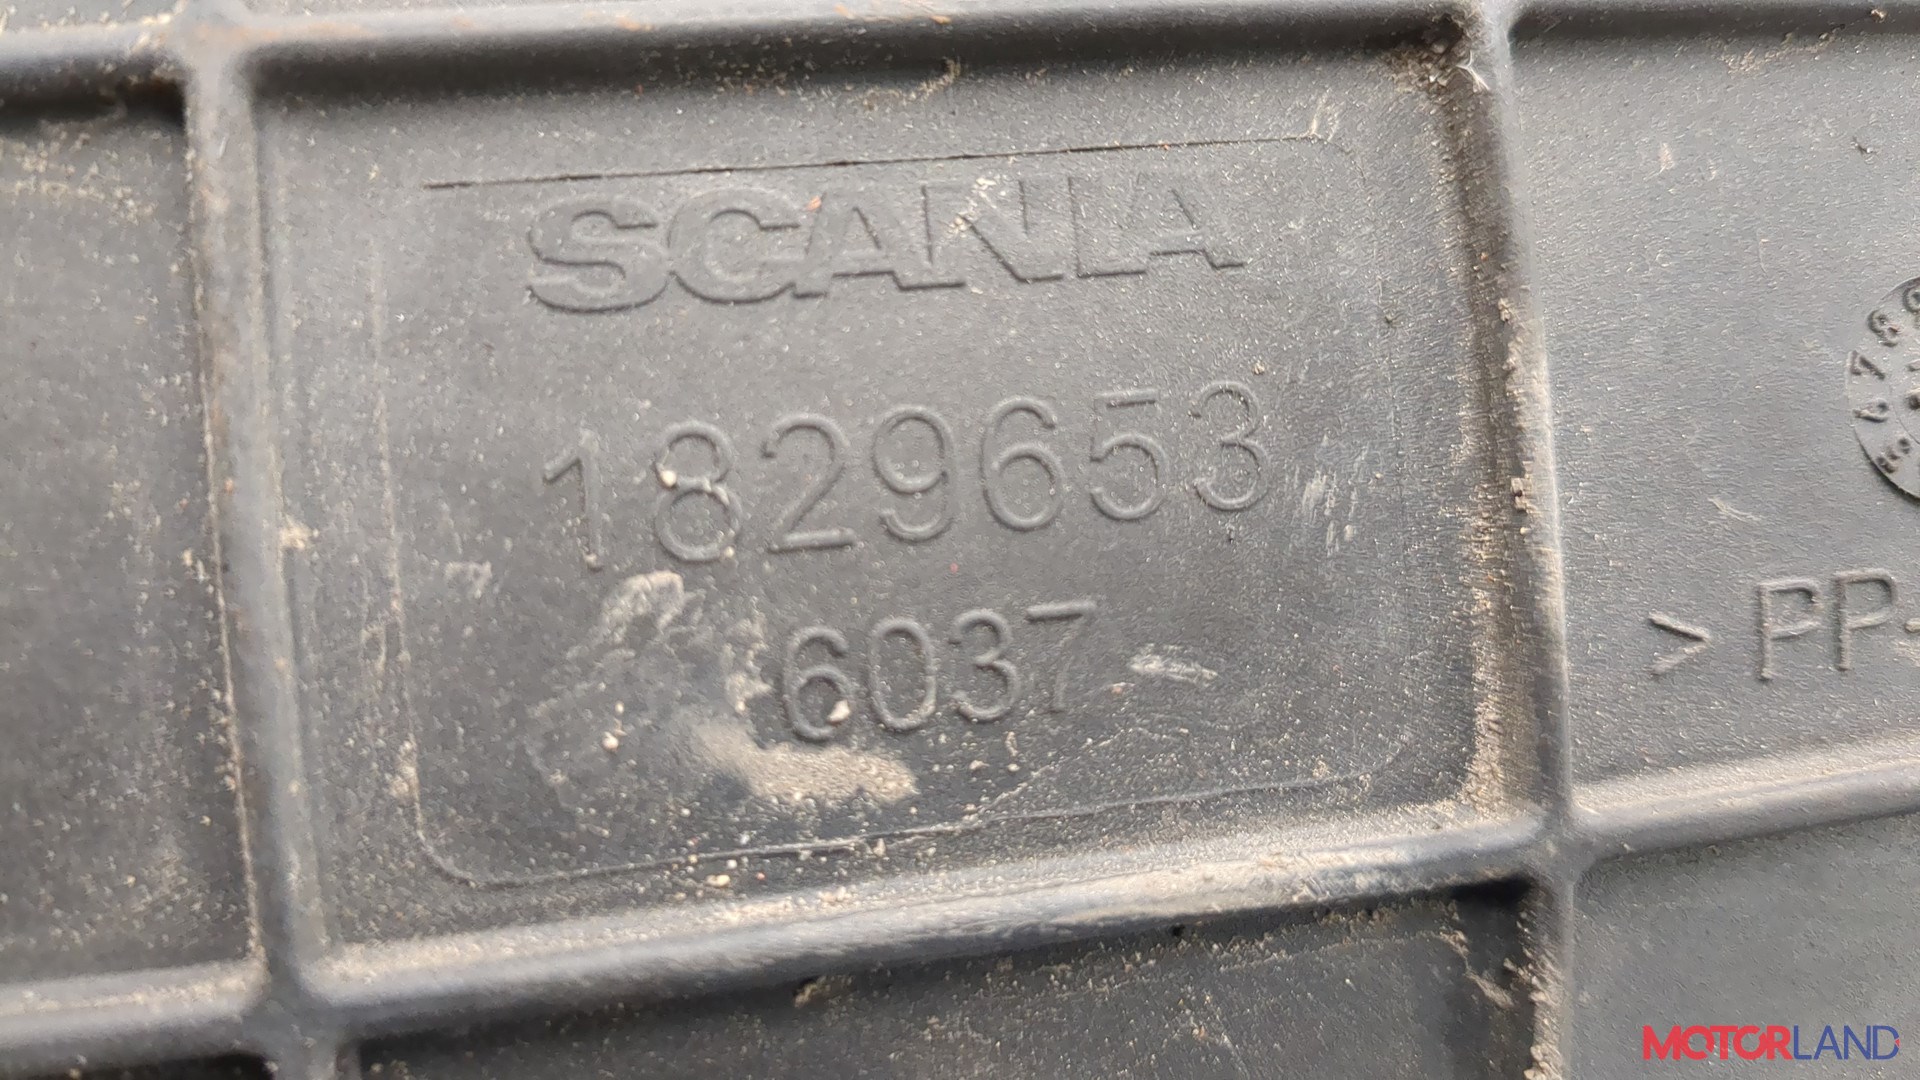 SCANIA
1829653
6037
> PP-
MOTORLAND